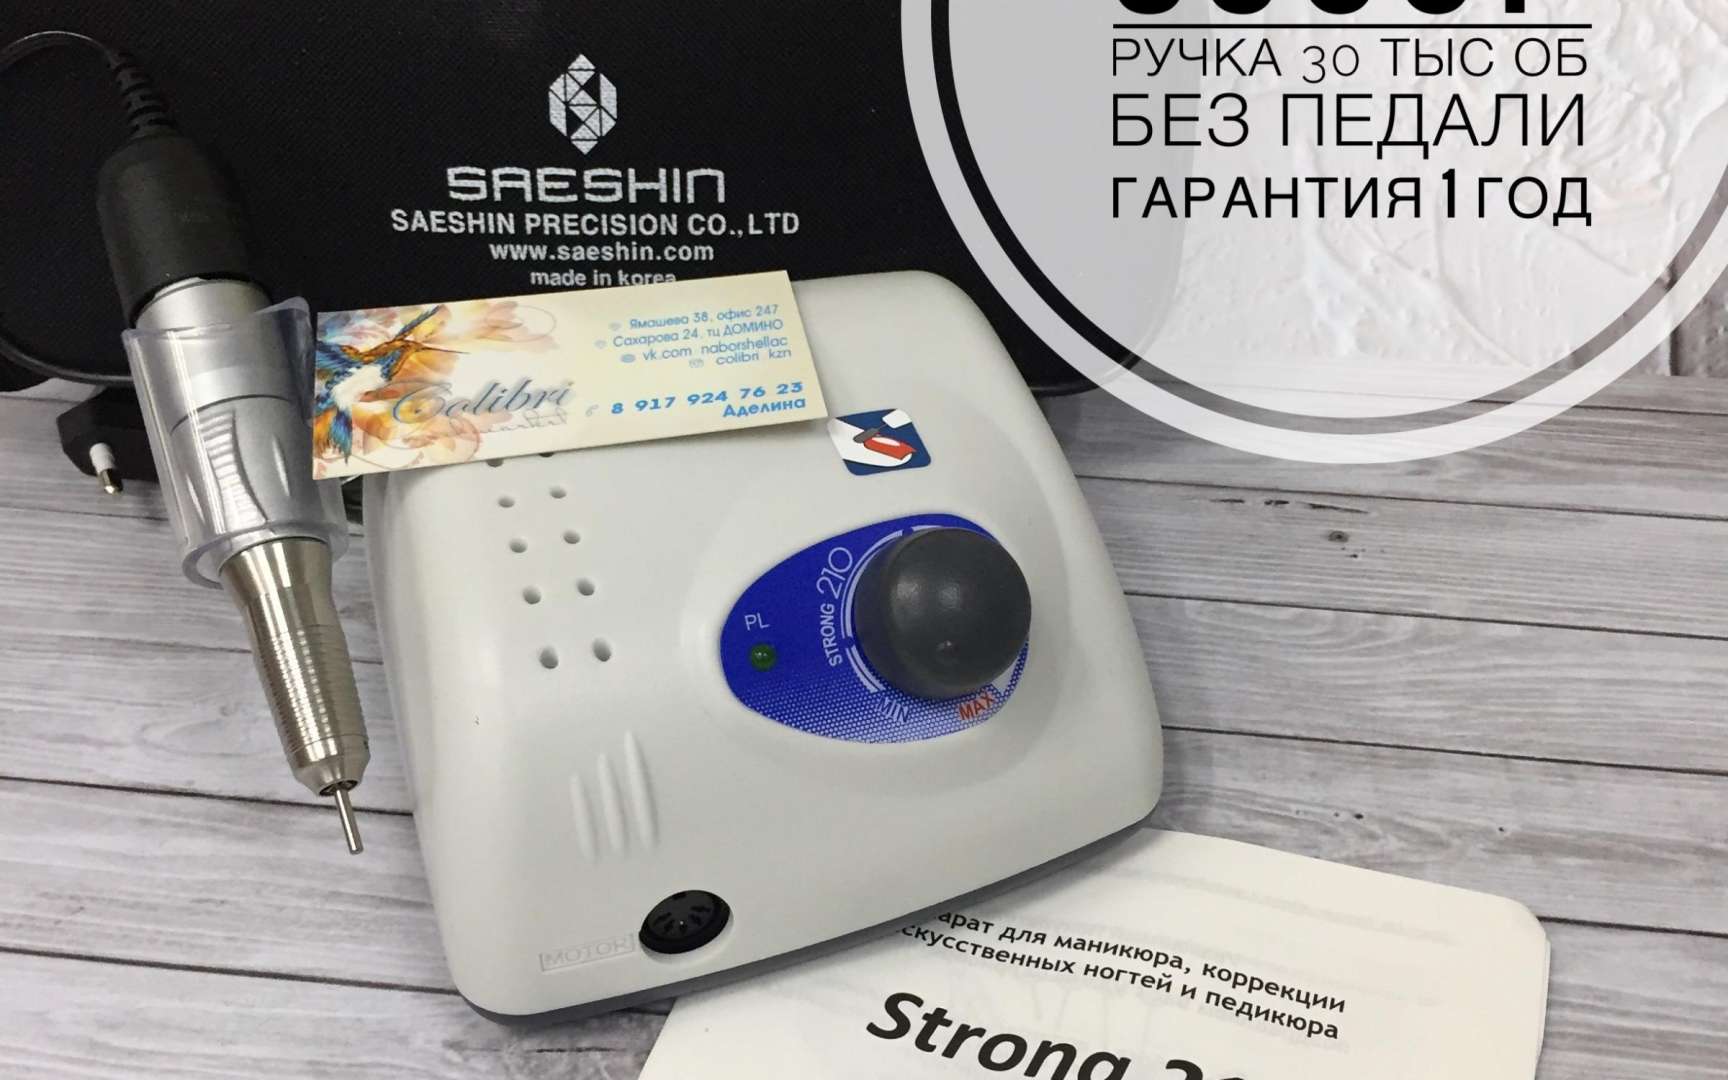 РУЧКА 30 ТЫС ОБ
БЕЗ ПЕДАЛИ
ГАРАНТИЯ 1 ГОД
SAESHIN
SAESHIN PRECISION CO., LTD
www.saeshin.com
made in korea
Ямашева 38, офис 247
Сахарова 24, тц ДОМИНО
vk.com naborshellac
colibri kzn
Colibri
8 917 924 76 23
Аделина
STRONG 210
PL
MIN
MAX
MOTOR
арат для маникюра, коррекции
скусственных ногтей и педикюра
Strong